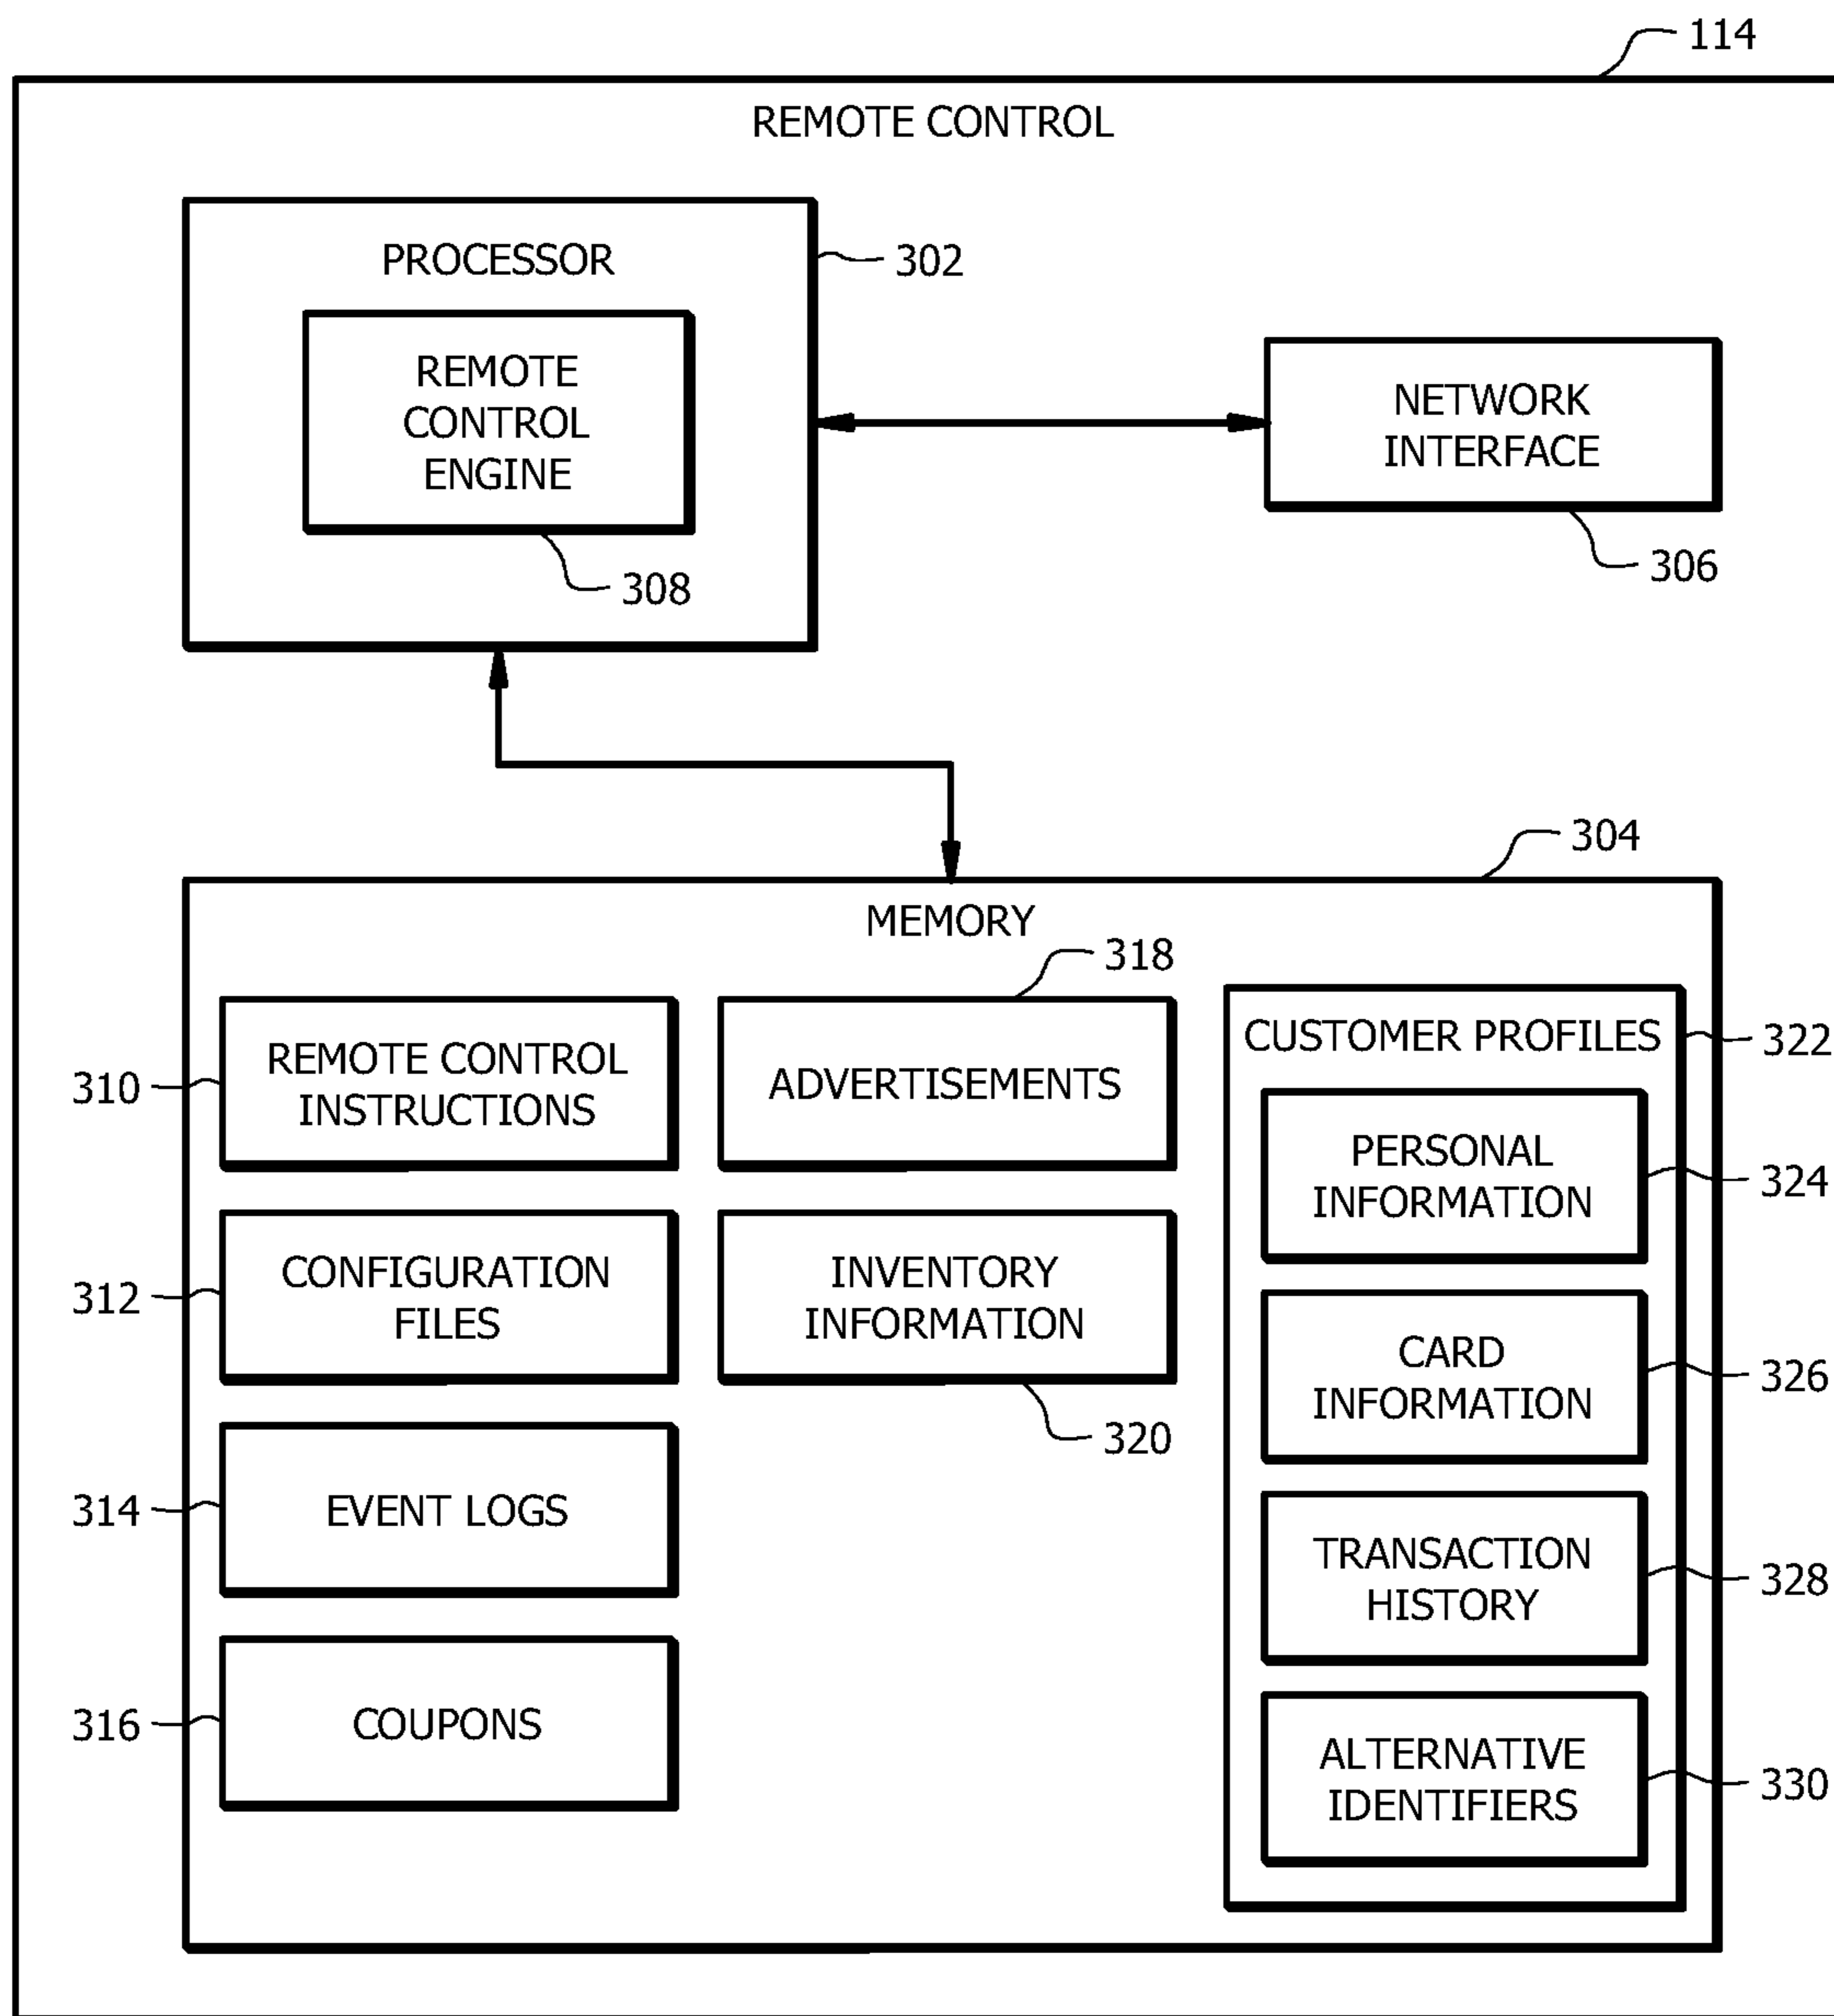 114
REMOTE CONTROL
PROCESSOR
302
REMOTE
CONTROL
ENGINE
308
NETWORK
INTERFACE
306
304
MEMORY
318
REMOTE CONTROL
INSTRUCTIONS
310
ADVERTISEMENTS
CONFIGURATION
FILES
312
INVENTORY
INFORMATION
320
EVENT LOGS
314
COUPONS
316
CUSTOMER PROFILES
322
PERSONAL
INFORMATION
324
CARD
INFORMATION
326
TRANSACTION
HISTORY
328
ALTERNATIVE
IDENTIFIERS
330